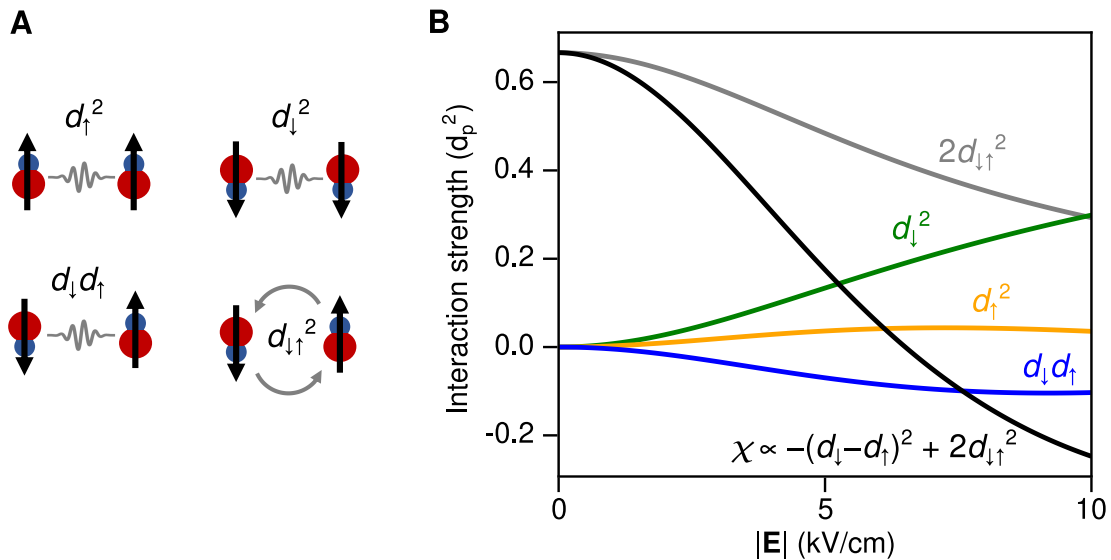 A
d↑²
d↓²
d↓d↑
d↓↑²
B
Interaction strength (dₚ²)
0.6
0.4
0.2
0.0
-0.2
2d↓↑²
d↓²
d↑²
d↓d↑
χ ∝ −(d↓−d↑)² + 2d↓↑²
0
5
10
|E| (kV/cm)